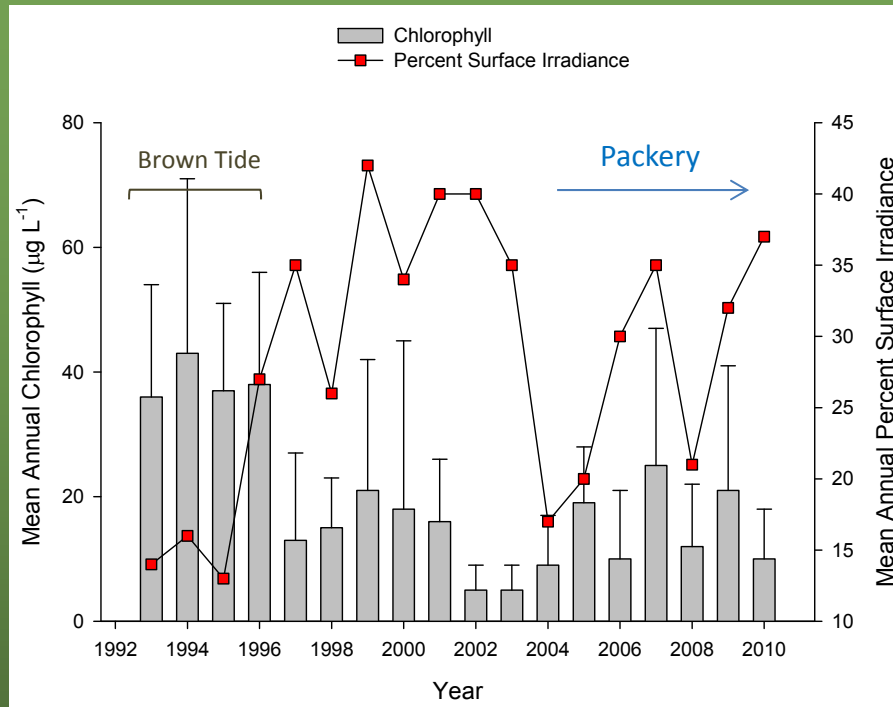 Chlorophyll
Percent Surface Irradiance
80
60
40
20
0
45
40
35
30
25
20
15
10
Brown Tide
Packery
Mean Annual Chlorophyll (μg L⁻¹)
Mean Annual Percent Surface Irradiance
1992 1994 1996 1998 2000 2002 2004 2006 2008 2010
Year